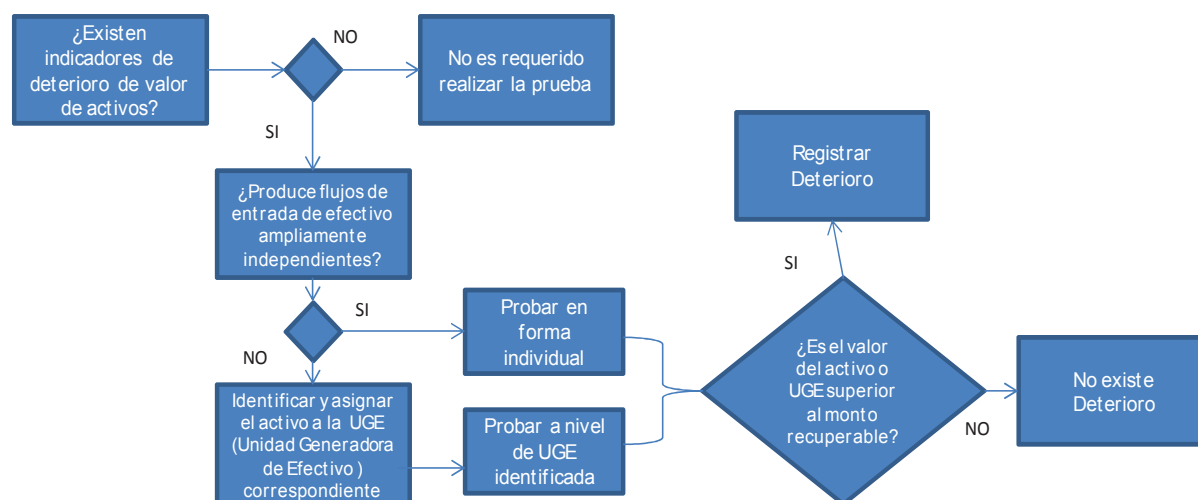 ¿Existen
indicadores de
deterioro de valor
de activos?
NO
No es requerido
realizar la prueba
SI
¿Produce flujos de
entrada de efectivo
ampliamente
independientes?
SI
Probar en
forma
individual
NO
Identificar y asignar
el activo a la UGE
(Unidad Generadora
de Efectivo )
correspondiente
Probar a nivel
de UGE
identificada
¿Es el valor
del activo o
UGE superior
al monto
recuperable?
SI
Registrar
Deterioro
NO
No existe
Deterioro